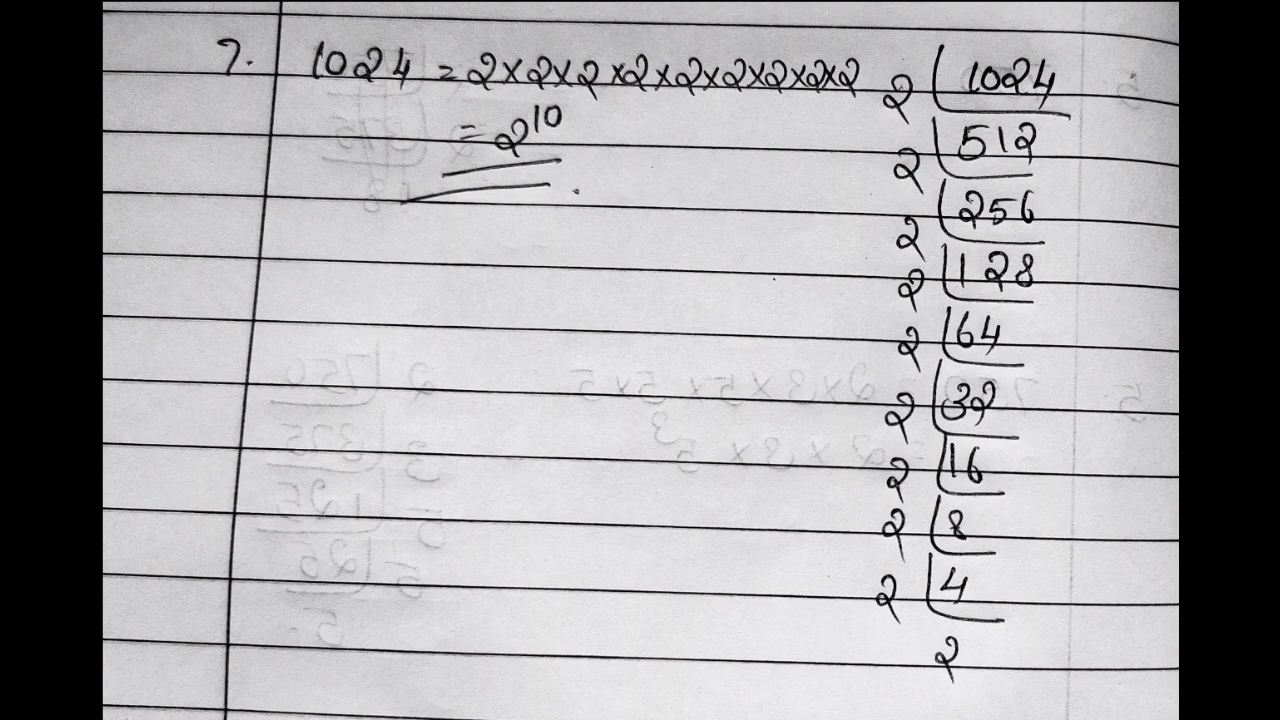 7. 1024 = 2×2×2×2×2×2×2×2×2
= 2¹⁰
2 | 1024
2 | 512
2 | 256
2 | 128
2 | 64
2 | 32
2 | 16
2 | 8
2 | 4
2